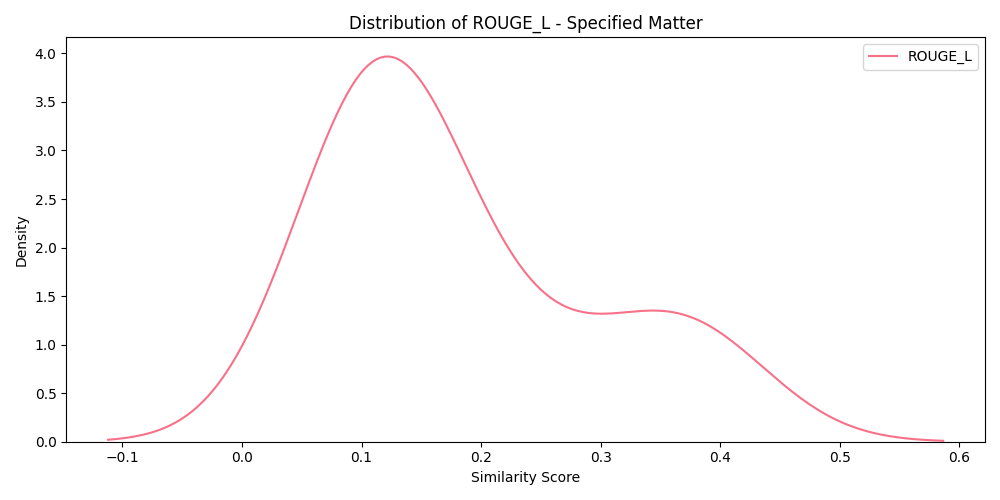 Distribution of ROUGE_L - Specified Matter
ROUGE_L
4.0
3.5
3.0
2.5
2.0
1.5
1.0
0.5
0.0
Density
−0.1 0.0 0.1 0.2 0.3 0.4 0.5 0.6
Similarity Score